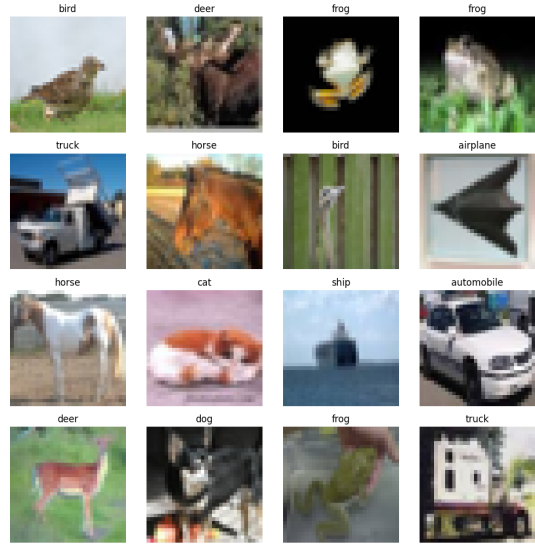 bird deer frog frog
truck horse bird airplane
horse cat ship automobile
deer dog frog truck